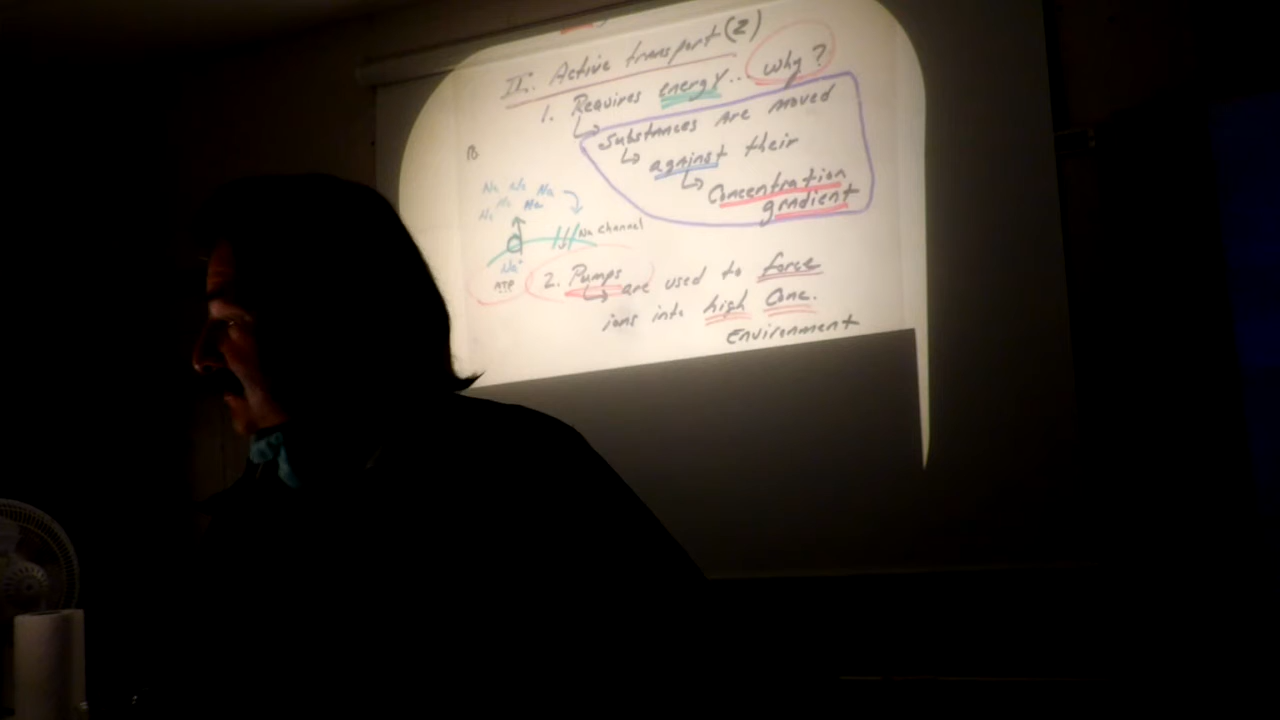 II. Active transport (2)
1. Requires energy.. why?
↳ substances are moved
↳ against their
↳ Concentration
gradient
B.
Na Na Na
Na Na Na
Na channel
Na+
ATP
2. Pumps
↳ are used to force
ions into high Conc.
Environment